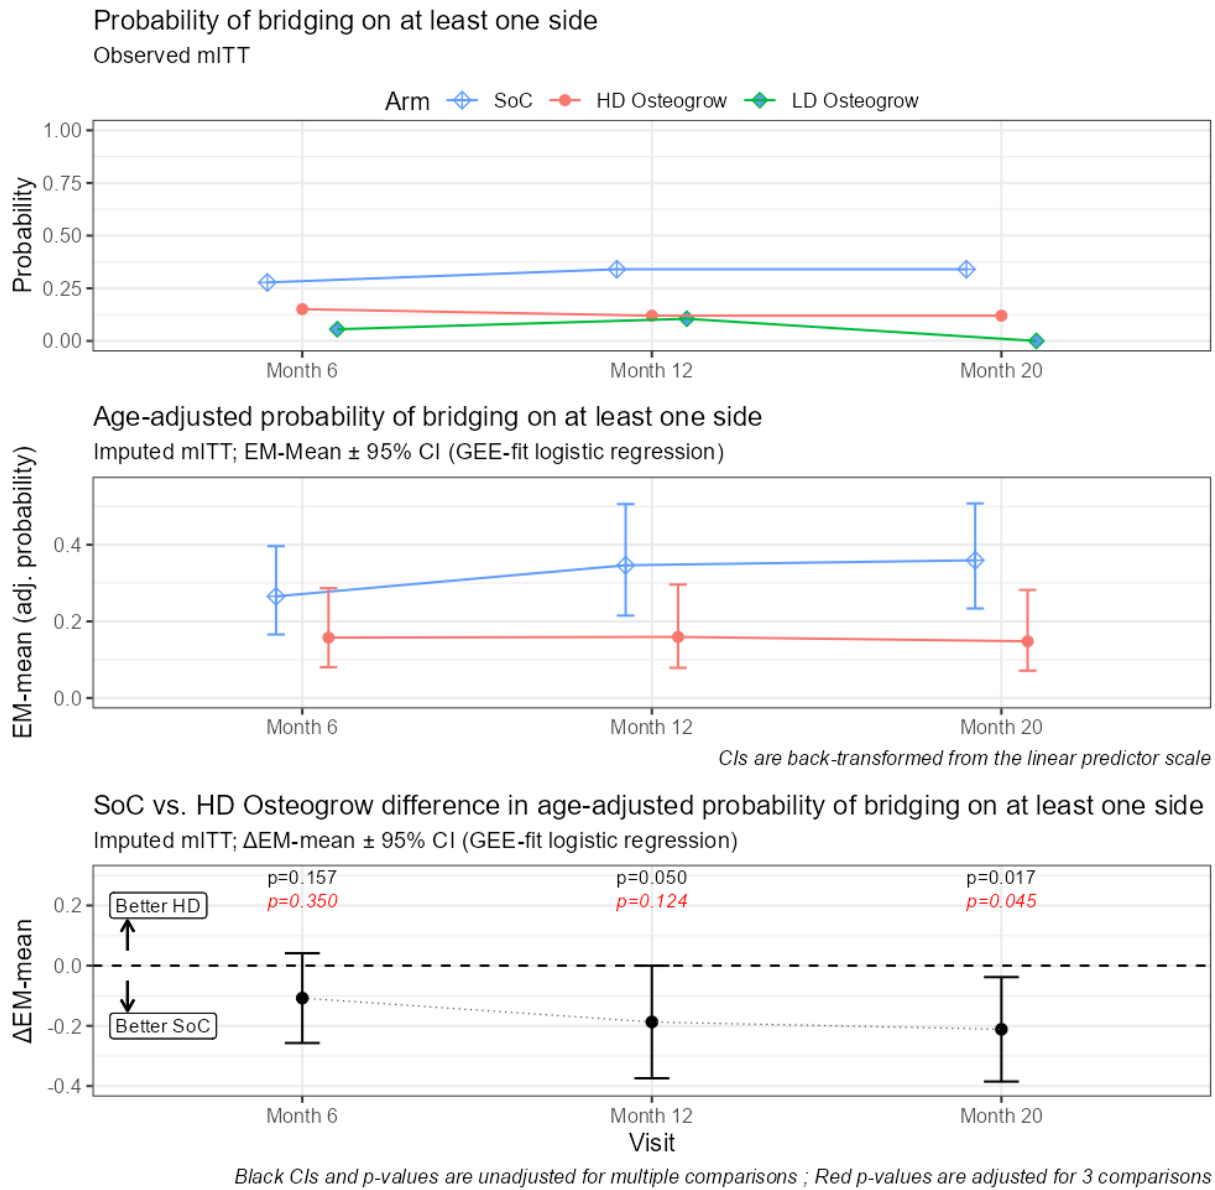 Probability of bridging on at least one side
Observed mITT
Arm SoC HD Osteogrow LD Osteogrow
Probability
1.00
0.75
0.50
0.25
0.00
Month 6 Month 12 Month 20
Age-adjusted probability of bridging on at least one side
Imputed mITT; EM-Mean ± 95% CI (GEE-fit logistic regression)
EM-mean (adj. probability)
0.4
0.2
0.0
Month 6 Month 12 Month 20
CIs are back-transformed from the linear predictor scale
SoC vs. HD Osteogrow difference in age-adjusted probability of bridging on at least one side
Imputed mITT; ΔEM-mean ± 95% CI (GEE-fit logistic regression)
ΔEM-mean
p=0.157 p=0.050 p=0.017
p=0.350 p=0.124 p=0.045
0.2
Better HD
0.0
-0.2
Better SoC
-0.4
Month 6 Month 12 Month 20
Visit
Black CIs and p-values are unadjusted for multiple comparisons ; Red p-values are adjusted for 3 comparisons